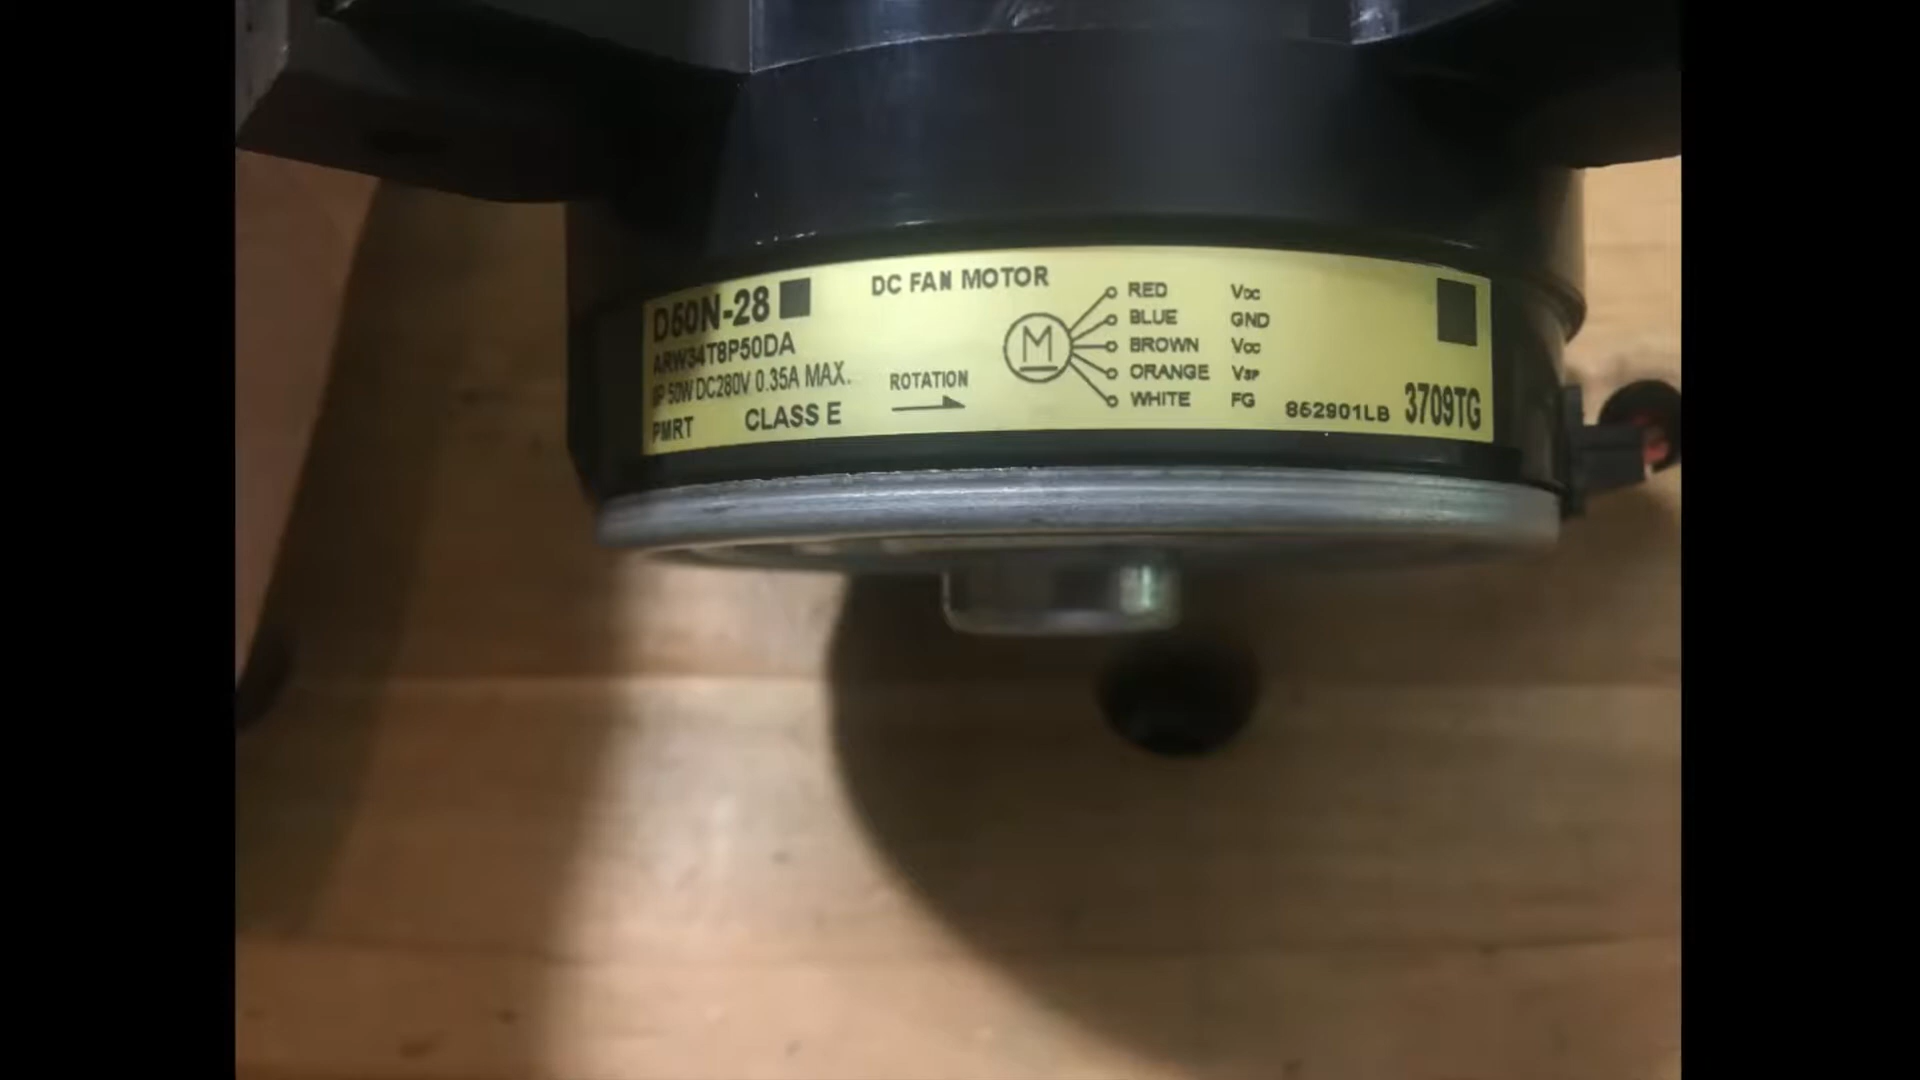 D50N-28
DC FAN MOTOR
ARW34T8P50DA
8P 50W DC280V 0.35A MAX.
PMRT CLASS E
ROTATION
M
RED VDC
BLUE GND
BROWN VCC
ORANGE VSP
WHITE FG
862901LB 3709TG